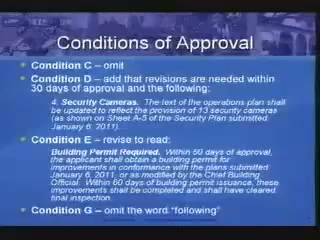 Conditions of Approval
Condition C – omit
Condition D – add that revisions are needed within
30 days of approval and the following:
4. Security Cameras. The text of the operations plan shall
be updated to reflect the provision of 13 security cameras
(as shown on Sheet A-5 of the Security Plan submitted
January 6, 2011)...
Condition E – revise to read:
Building Permit Required. Within 60 days of approval,
the applicant shall obtain a building permit for
improvements in conformance with the plans submitted
January 6, 2011, or as modified by the Chief Building
Official. Within 60 days of building permit issuance, these
improvements shall be completed and shall have cleared
final inspection.
Condition G – omit the word "following"